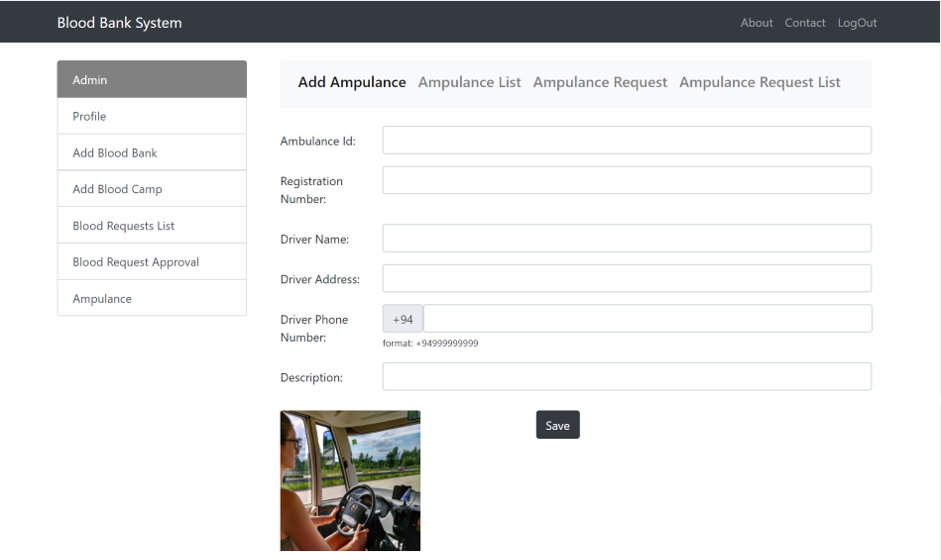 Blood Bank System
About Contact LogOut
Admin
Profile
Add Blood Bank
Add Blood Camp
Blood Requests List
Blood Request Approval
Ampulance
Add Ampulance Ampulance List Ampulance Request Ampulance Request List
Ambulance Id:
Registration
Number:
Driver Name:
Driver Address:
Driver Phone
Number:
+94
format: +94999999999
Description:
Save